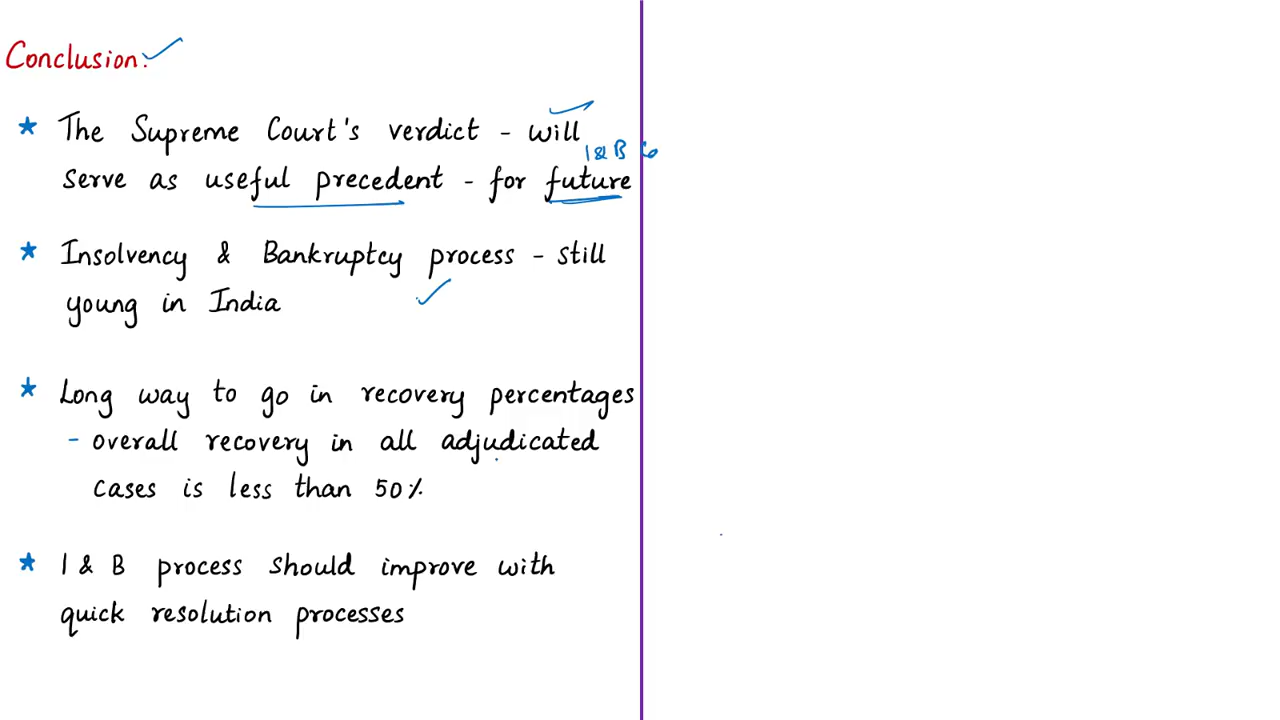 Conclusion:
★ The Supreme Court's verdict - will
I & B
serve as useful precedent - for future
★ Insolvency & Bankruptcy process - still
young in India
★ Long way to go in recovery percentages
- overall recovery in all adjudicated
cases is less than 50%
★ I & B process should improve with
quick resolution processes